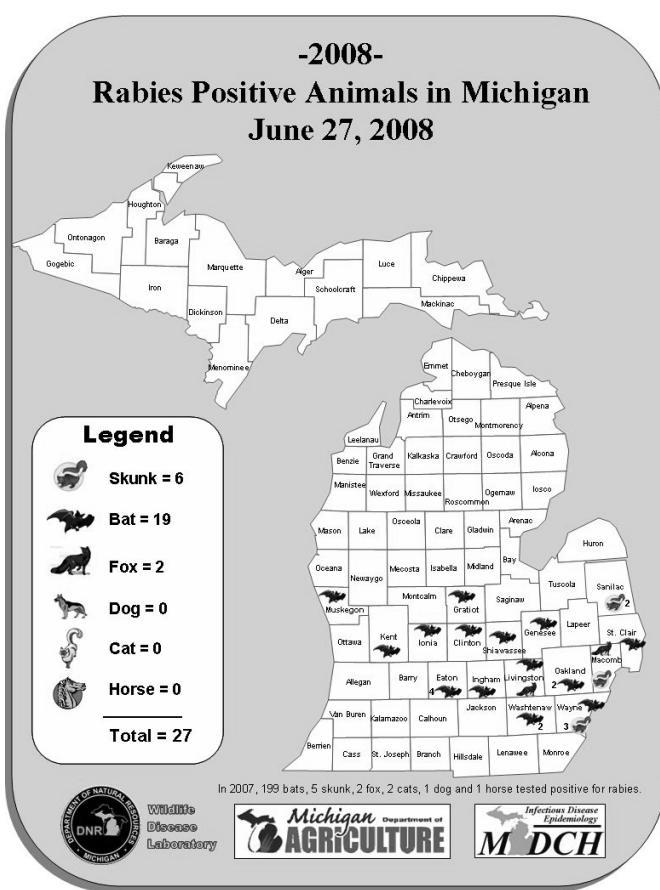 -2008-
Rabies Positive Animals in Michigan
June 27, 2008
Keweenaw
Houghton
Ontonagon
Baraga
Gogebic
Marquette
Alger
Luce
Chippewa
Iron
Schoolcraft
Mackinac
Dickinson
Delta
Menominee
Emmet
Cheboygan
Presque Isle
Charlevoix
Antrim
Otsego
Montmorency
Alpena
Leelanau
Benzie
Grand
Traverse
Kalkaska
Crawford
Oscoda
Alcona
Manistee
Wexford
Missaukee
Roscommon
Ogemaw
Iosco
Mason
Lake
Osceola
Clare
Gladwin
Arenac
Huron
Oceana
Newaygo
Mecosta
Isabella
Midland
Bay
Tuscola
Sanilac
2
Muskegon
Montcalm
Gratiot
Saginaw
Genesee
Lapeer
St. Clair
Ottawa
Kent
Ionia
Clinton
Shiawassee
Macomb
Allegan
Barry
Eaton
4
Ingham
Livingston
Oakland
2
Van Buren
Kalamazoo
Calhoun
Jackson
Washtenaw
2
Wayne
3
Berrien
Cass
St. Joseph
Branch
Hillsdale
Lenawee
Monroe
Legend
Skunk = 6
Bat = 19
Fox = 2
Dog = 0
Cat = 0
Horse = 0
Total = 27
In 2007, 199 bats, 5 skunk, 2 fox, 2 cats, 1 dog and 1 horse tested positive for rabies.
DEPARTMENT OF NATURAL RESOURCES
DNR
MICHIGAN
Wildlife
Disease
Laboratory
Michigan Department of
AGRICULTURE
Infectious Disease
Epidemiology
MDCH